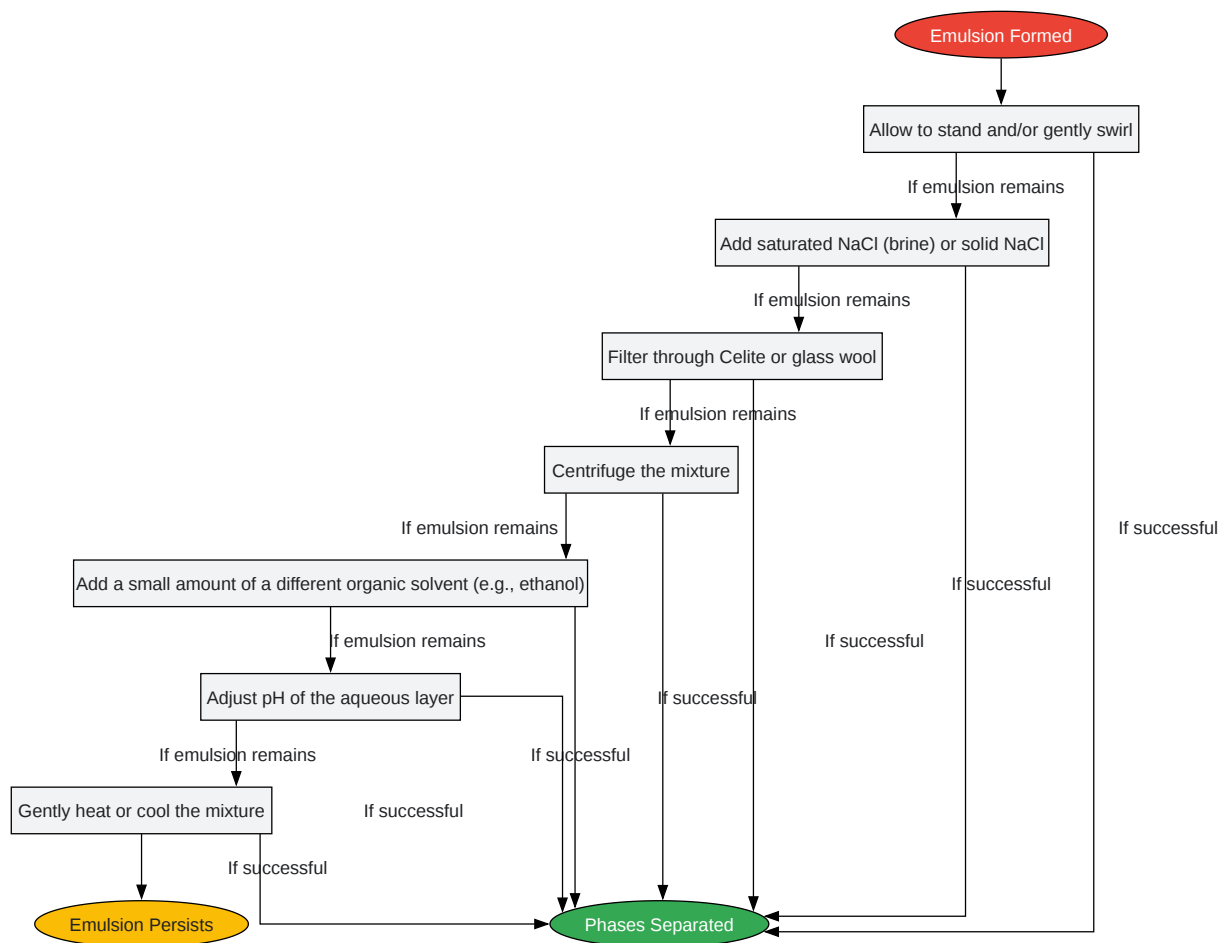 Emulsion Formed
Allow to stand and/or gently swirl
If emulsion remains
Add saturated NaCl (brine) or solid NaCl
If emulsion remains
Filter through Celite or glass wool
If emulsion remains
Centrifuge the mixture
If emulsion remains
If successful
Add a small amount of a different organic solvent (e.g., ethanol)
If successful
If emulsion remains
If successful
Adjust pH of the aqueous layer
If successful
If emulsion remains
If successful
Gently heat or cool the mixture
If successful
If successful
Emulsion Persists
Phases Separated